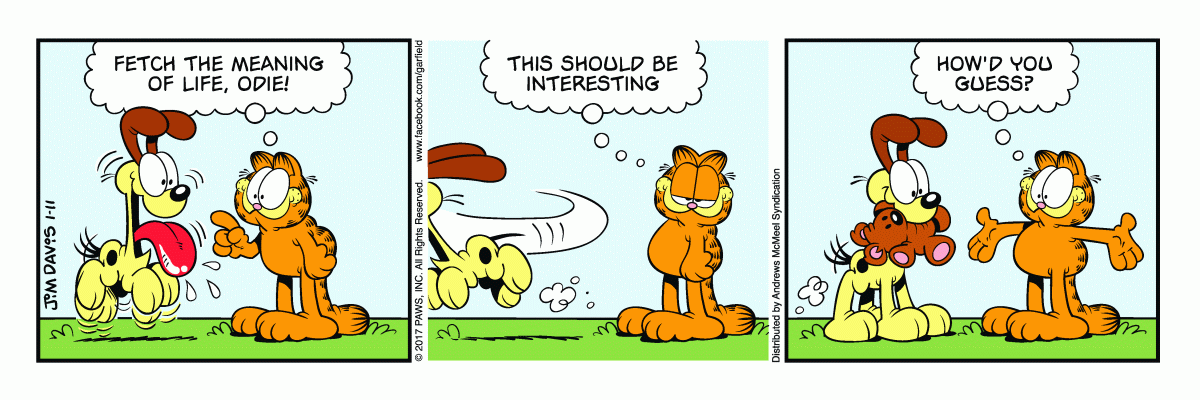 FETCH THE MEANING
OF LIFE, ODIE!
JIM DAVIS 1-11
© 2017 PAWS, INC. All Rights Reserved. www.facebook.com/garfield
THIS SHOULD BE
INTERESTING
Distributed by Andrews McMeel Syndication
HOW'D YOU
GUESS?